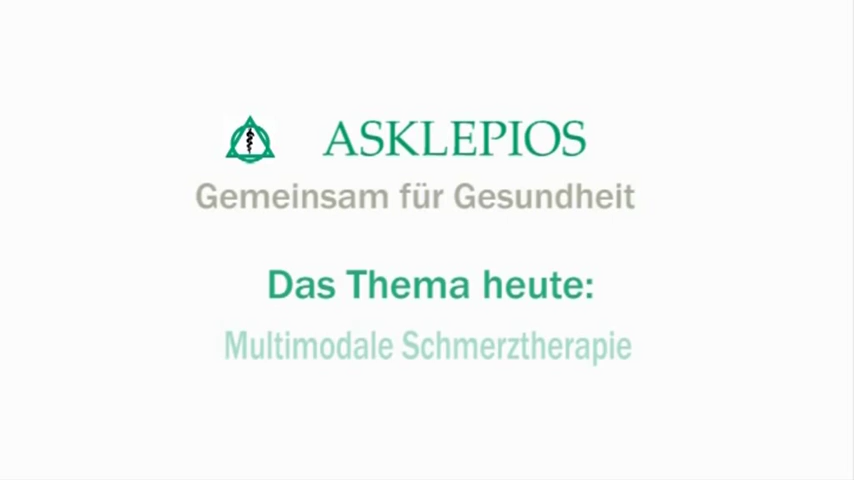 ASKLEPIOS
Gemeinsam für Gesundheit
Das Thema heute:
Multimodale Schmerztherapie